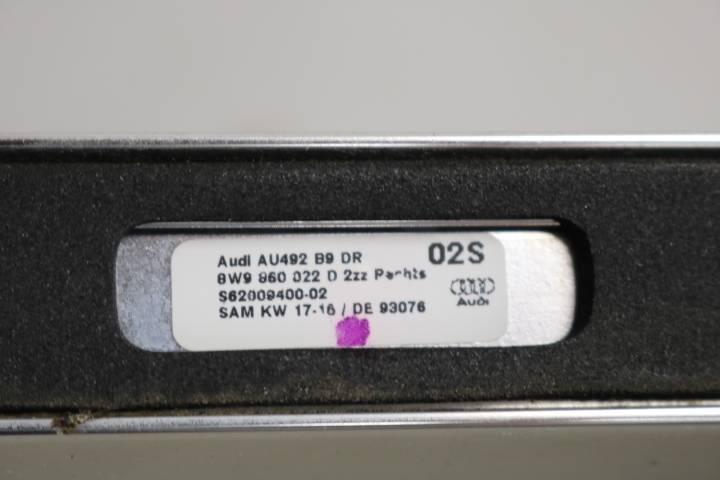 Audi AU492 B9 DR 02S
8W9 860 022 D 2zz Rechts
S62009400-02
SAM KW 17-16 / DE 93076
Audi